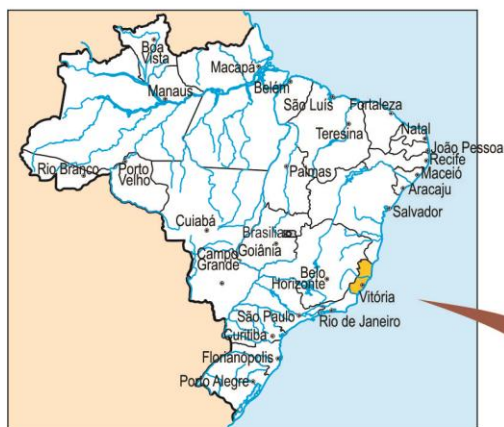 Boa
Vista
Macapá
Belém
Manaus
São Luís
Fortaleza
Teresina
Natal
João Pessoa
Recife
Rio Branco
Porto
Velho
Palmas
Maceió
Aracaju
Salvador
Cuiabá
Brasília
Goiânia
Campo
Grande
Belo
Horizonte
Vitória
São Paulo
Rio de Janeiro
Curitiba
Florianópolis
Porto Alegre